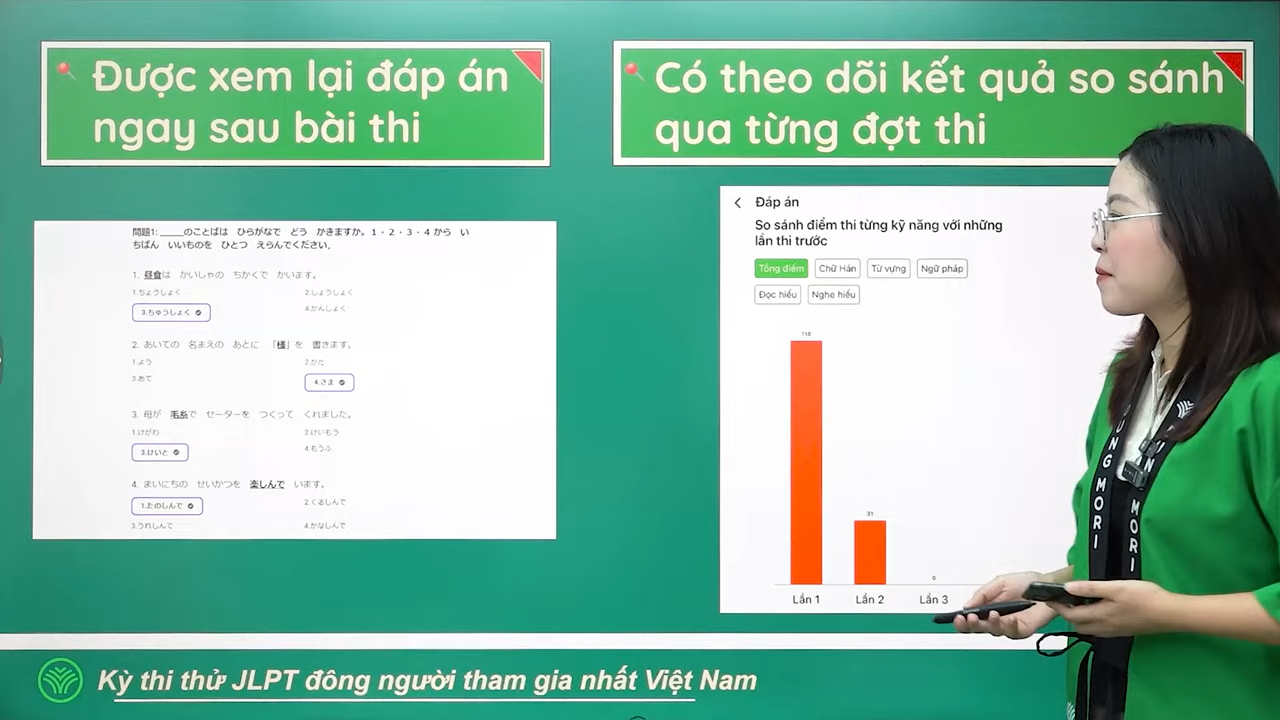 Được xem lại đáp án
ngay sau bài thi
Có theo dõi kết quả so sánh
qua từng đợt thi
問題1: _____のことばは ひらがなで どう かきますか。1・2・3・4 から い
ちばん いいものを ひとつ えらんでください。
1. 昼食は かいしゃの ちかくで かいます。
1.ちょうしょく
2.しょうしょく
3.ちゅうしょく
4.かんしょく
2. あいての 名まえの あとに 「様」を 書きます。
1.よう
2.かた
3.あて
4.さま
3. 母が 毛糸で セーターを つくって くれました。
1.けがわ
2.けいもう
3.けいと
4.もうふ
4. まいにちの せいかつを 楽しんで います。
1.たのしんで
2.くるしんで
3.うれしんで
4.かなしんで
Đáp án
So sánh điểm thi từng kỹ năng với những
lần thi trước
Tổng điểm
Chữ Hán
Từ vựng
Ngữ pháp
Đọc hiểu
Nghe hiểu
118
31
0
Lần 1
Lần 2
Lần 3
UNG MORI
MORI
Kỳ thi thử JLPT đông người tham gia nhất Việt Nam